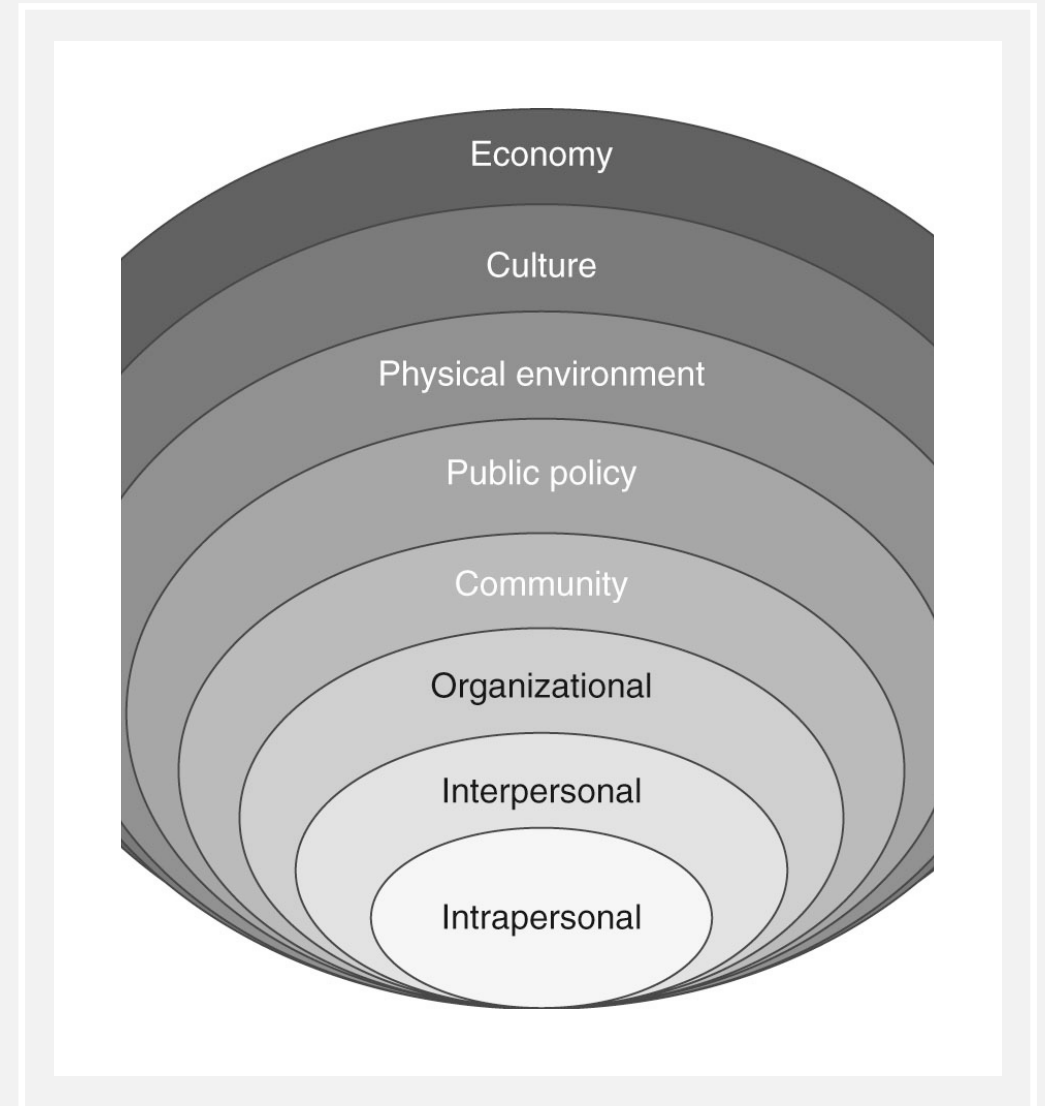 Economy
Culture
Physical environment
Public policy
Community
Organizational
Interpersonal
Intrapersonal